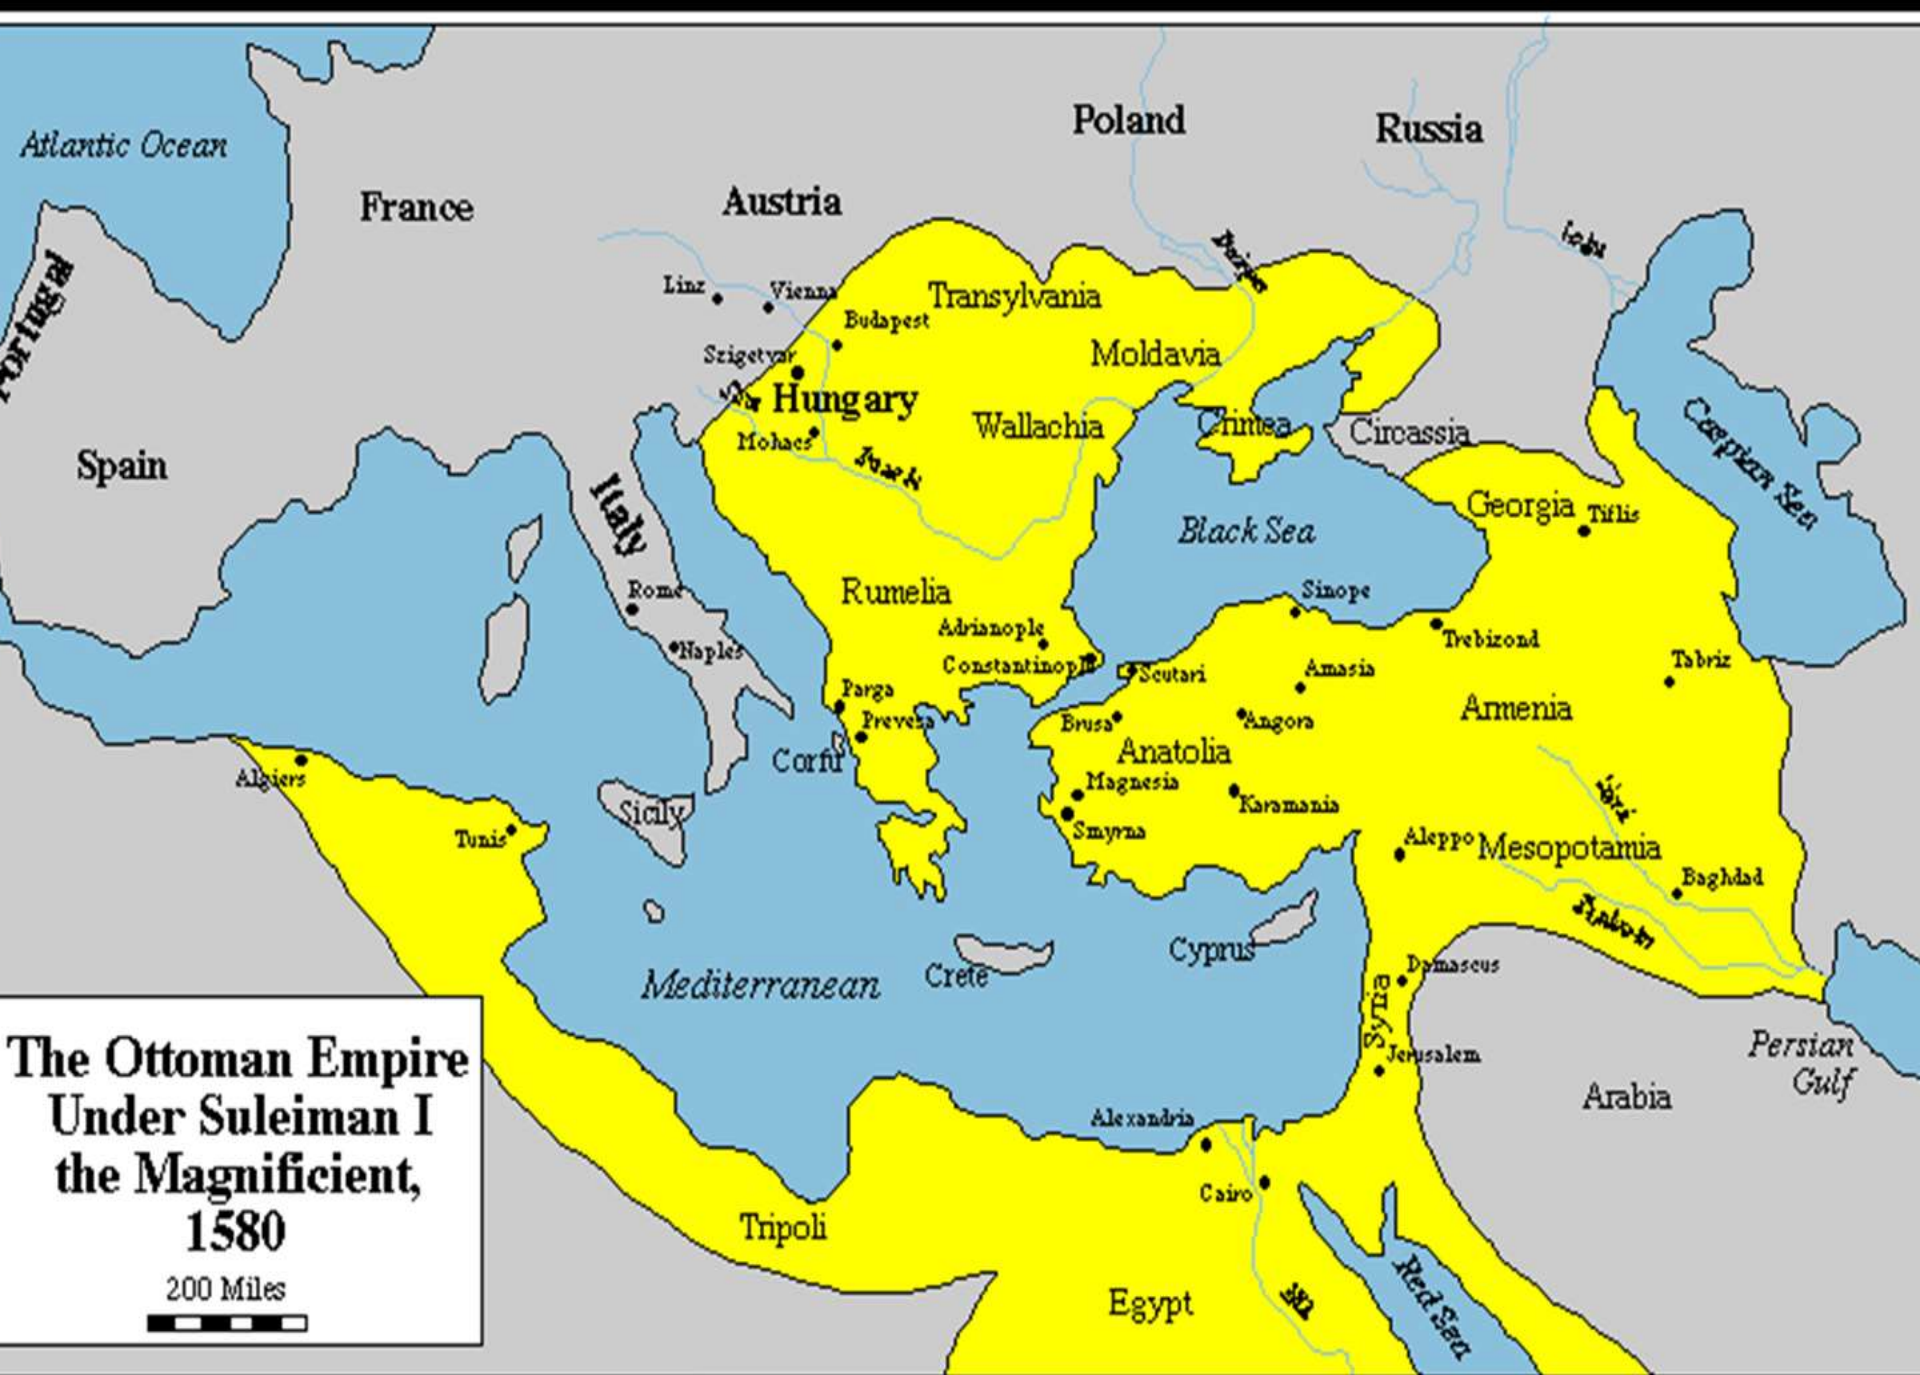 Poland
Russia
Atlantic Ocean
France
Austria
Portugal
Linz
Vienna
Transylvania
Budapest
Szigetvar
Moldavia
Hungary
Wallachia
Crimea
Circassia
Mohacs
Caspian Sea
Spain
Italy
Georgia
Tiflis
Black Sea
Rumelia
Rome
Sinope
Adrianople
Trebizond
Naples
Constantinople
Scutari
Amasia
Tabriz
Parga
Armenia
Prevesa
Brusa
Angora
Anatolia
Corfu
Algiers
Magnesia
Karamania
Sicily
Smyrna
Tunis
Aleppo
Mesopotamia
Baghdad
Cyprus
Crete
Mediterranean
Damascus
Syria
Jerusalem
Persian
Gulf
Arabia
The Ottoman Empire
Under Suleiman I
the Magnificient,
1580
200 Miles
Alexandria
Cairo
Tripoli
Egypt
Red Sea